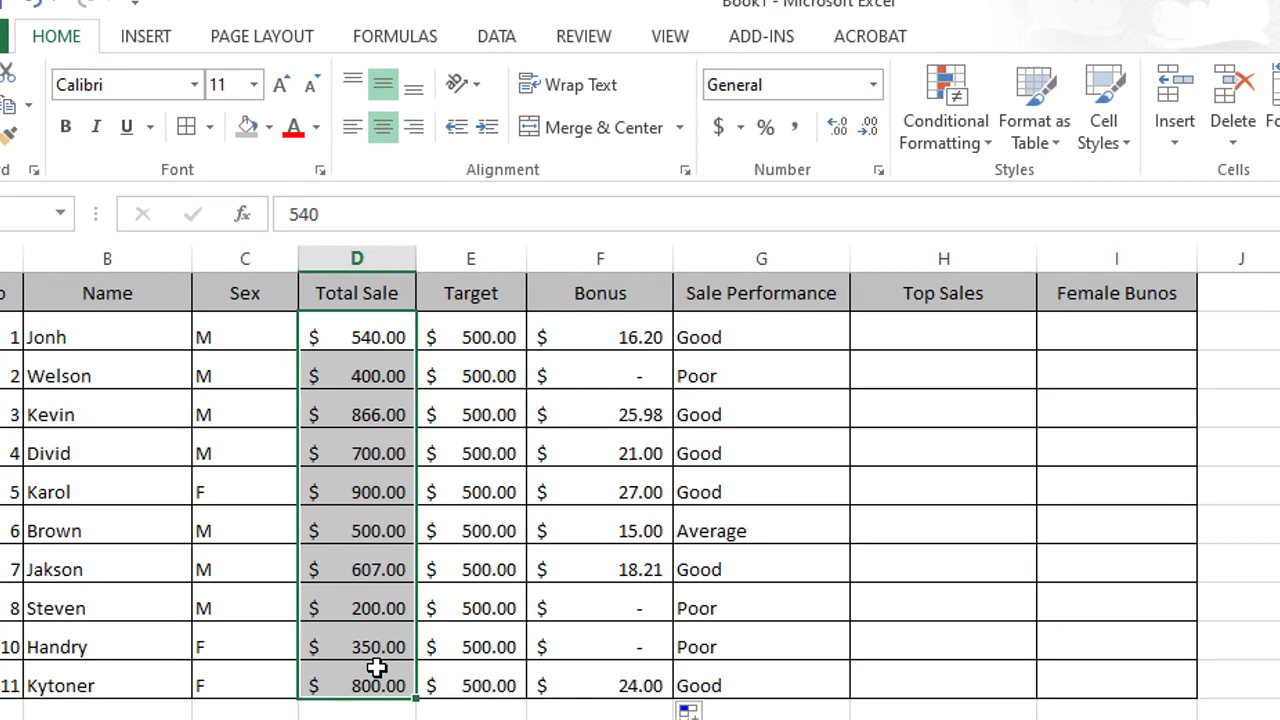 Book1 - Microsoft Excel
HOME INSERT PAGE LAYOUT FORMULAS DATA REVIEW VIEW ADD-INS ACROBAT
Calibri 11 A A Wrap Text General
B I U A Merge & Center $ % , Conditional Formatting Format as Table Cell Styles Insert Delete
Font Alignment Number Styles Cells
fx 540
B C D E F G H I J
Name Sex Total Sale Target Bonus Sale Performance Top Sales Female Bunos
1 Jonh M $ 540.00 $ 500.00 $ 16.20 Good
2 Welson M $ 400.00 $ 500.00 $ - Poor
3 Kevin M $ 866.00 $ 500.00 $ 25.98 Good
4 Divid M $ 700.00 $ 500.00 $ 21.00 Good
5 Karol F $ 900.00 $ 500.00 $ 27.00 Good
6 Brown M $ 500.00 $ 500.00 $ 15.00 Average
7 Jakson M $ 607.00 $ 500.00 $ 18.21 Good
8 Steven M $ 200.00 $ 500.00 $ - Poor
10 Handry F $ 350.00 $ 500.00 $ - Poor
11 Kytoner F $ 800.00 $ 500.00 $ 24.00 Good